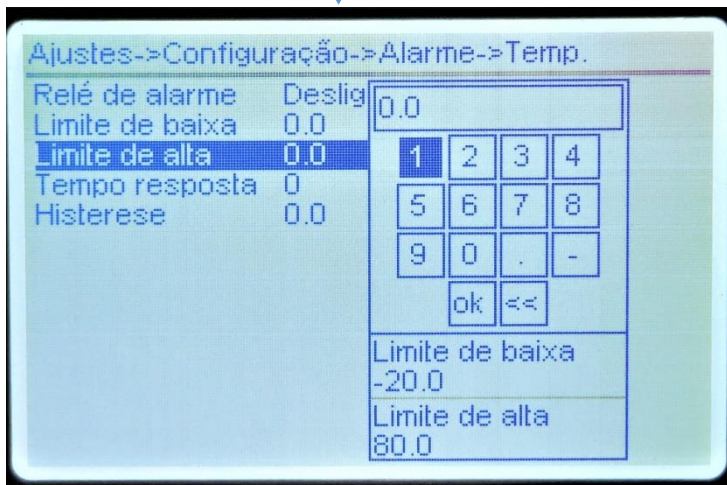 Ajustes->Configuração->Alarme->Temp.
Relé de alarme Deslig
Limite de baixa 0.0
Limite de alta 0.0
Tempo resposta 0
Histerese 0.0
0.0
1 2 3 4
5 6 7 8
9 0 . -
ok <<
Limite de baixa
-20.0
Limite de alta
80.0